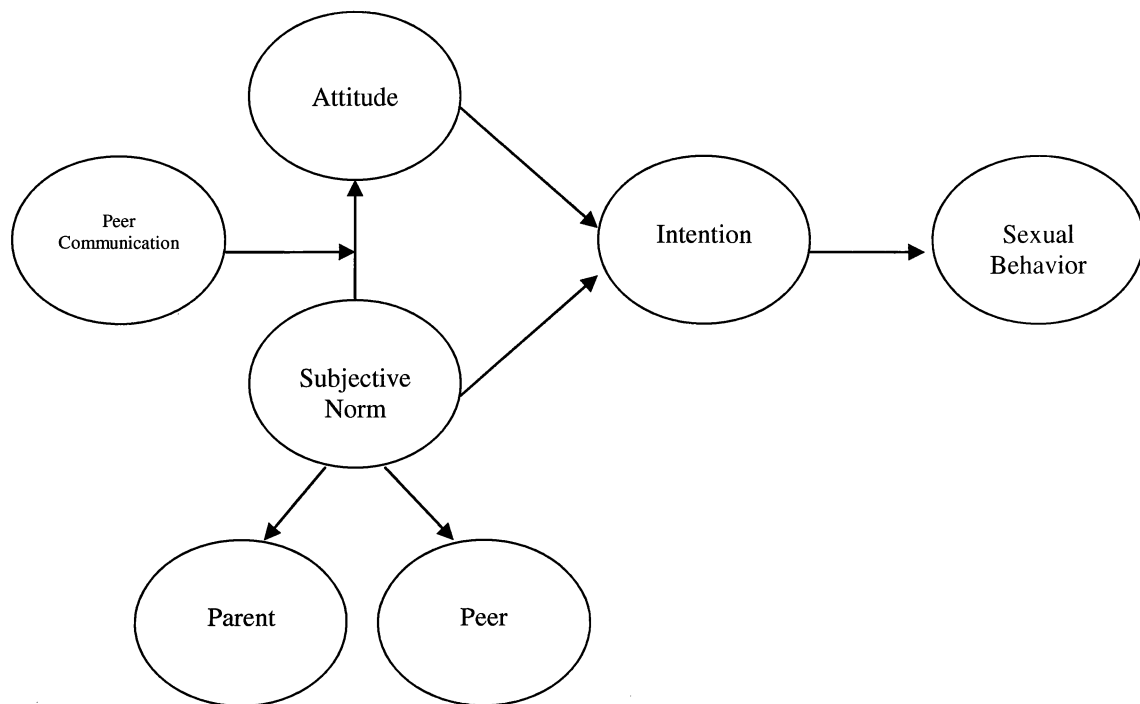 Attitude
Peer
Communication
Intention
Sexual
Behavior
Subjective
Norm
Parent
Peer